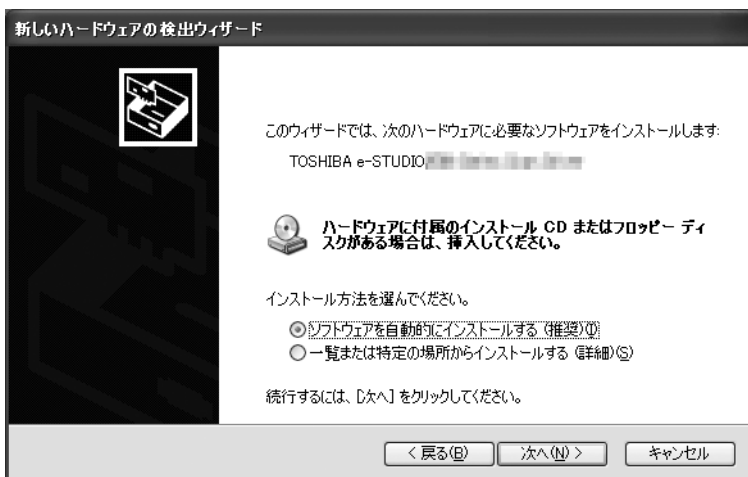 新しいハードウェアの検出ウィザード
このウィザードでは、次のハードウェアに必要なソフトウェアをインストールします:
TOSHIBA e-STUDIO
ハードウェアに付属のインストール CD またはフロッピー ディ
スクがある場合は、挿入してください。
インストール方法を選んでください。
ソフトウェアを自動的にインストールする (推奨)(I)
一覧または特定の場所からインストールする (詳細)(S)
続行するには、[次へ] をクリックしてください。
< 戻る(B)
次へ(N) >
キャンセル